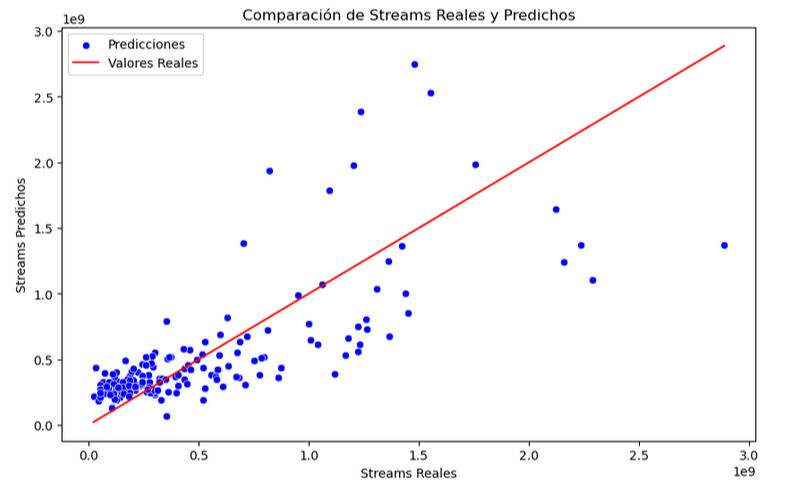 Comparación de Streams Reales y Predichos
1e9
Predicciones
Valores Reales
3.0
2.5
2.0
1.5
1.0
0.5
0.0
Streams Predichos
0.0 0.5 1.0 1.5 2.0 2.5 3.0
Streams Reales
1e9